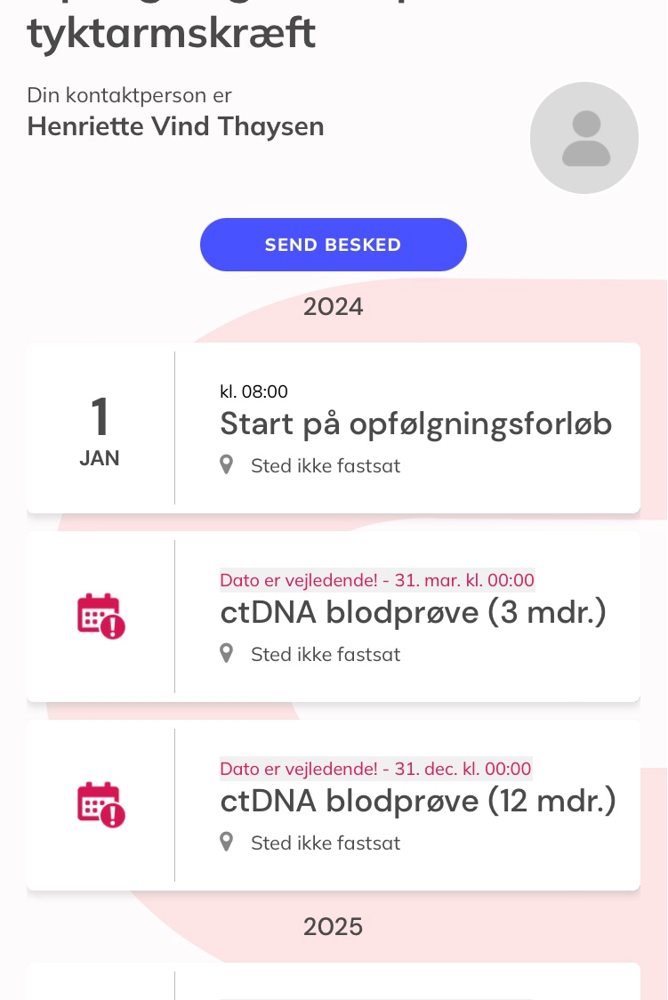 tyktarmskræft
Din kontaktperson er
Henriette Vind Thaysen
SEND BESKED
2024
1
JAN
kl. 08:00
Start på opfølgningsforløb
Sted ikke fastsat
Dato er vejledende! - 31. mar. kl. 00:00
ctDNA blodprøve (3 mdr.)
Sted ikke fastsat
Dato er vejledende! - 31. dec. kl. 00:00
ctDNA blodprøve (12 mdr.)
Sted ikke fastsat
2025